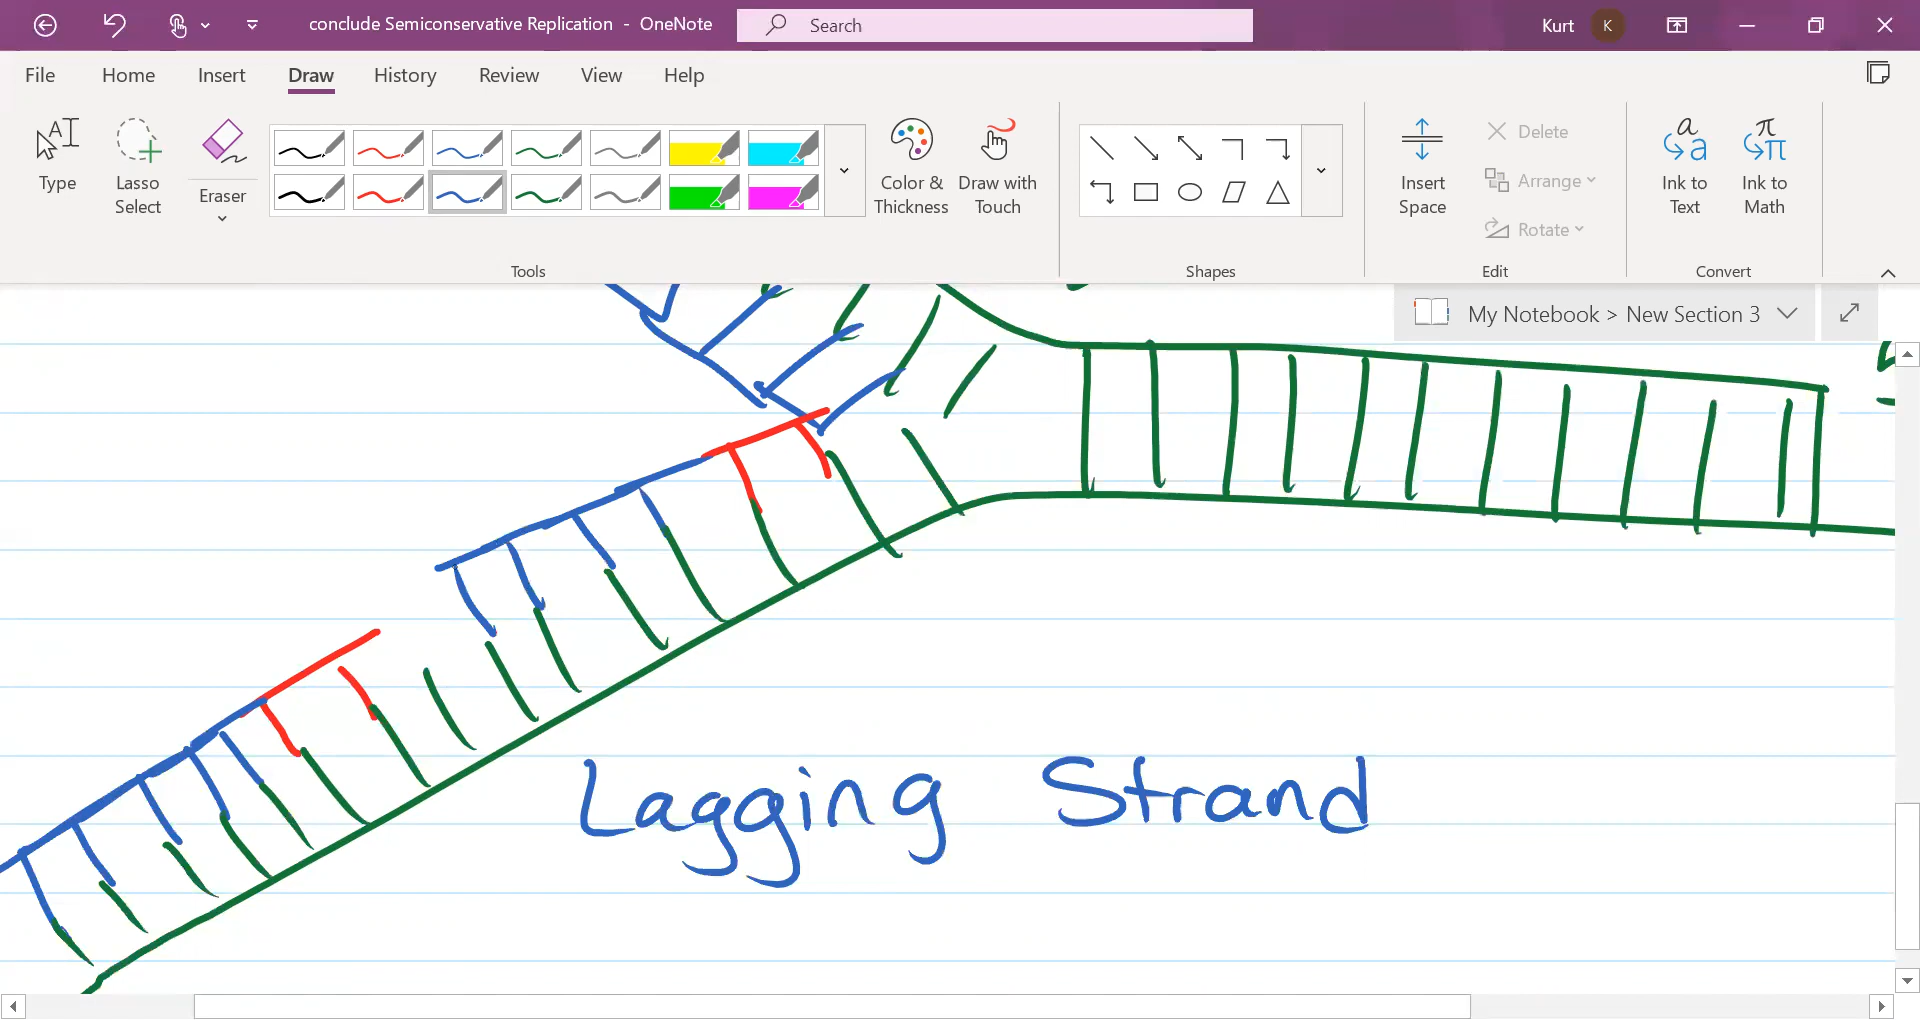 conclude Semiconservative Replication - OneNote
Search
Kurt
K
File Home Insert Draw History Review View Help
Type
Lasso Select
Eraser
Color & Thickness
Draw with Touch
Insert Space
Delete
Arrange
Rotate
Ink to Text
Ink to Math
Tools
Shapes
Edit
Convert
My Notebook > New Section 3
Lagging Strand